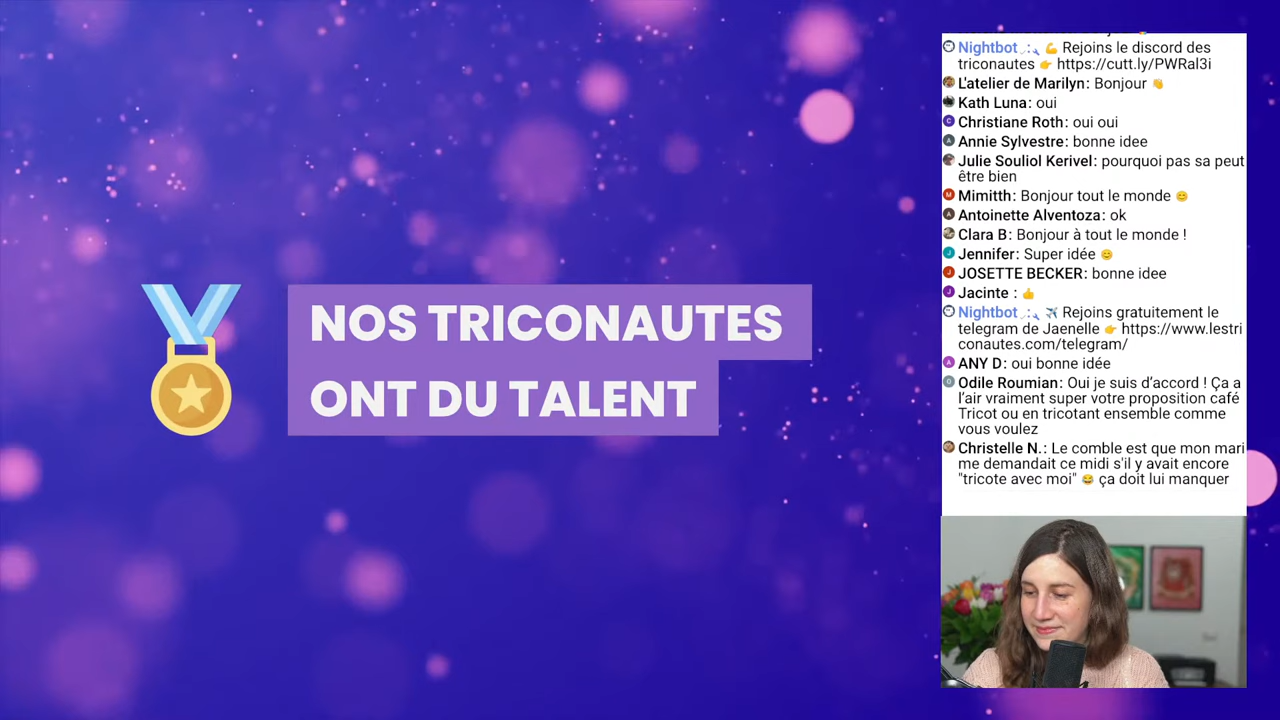 NOS TRICONAUTES
ONT DU TALENT
Nightbot : 💪 Rejoins le discord des
triconautes 👉 https://cutt.ly/PWRal3i
L'atelier de Marilyn: Bonjour 👋
Kath Luna: oui
Christiane Roth: oui oui
Annie Sylvestre: bonne idee
Julie Souliol Kerivel: pourquoi pas sa peut
être bien
Mimitth: Bonjour tout le monde 😊
Antoinette Alventoza: ok
Clara B: Bonjour à tout le monde !
Jennifer: Super idée 😊
JOSETTE BECKER: bonne idee
Jacinte : 👍
Nightbot : ✈️ Rejoins gratuitement le
telegram de Jaenelle 👉 https://www.lestri
conautes.com/telegram/
ANY D: oui bonne idée
Odile Roumian: Oui je suis d'accord ! Ça a
l'air vraiment super votre proposition café
Tricot ou en tricotant ensemble comme
vous voulez
Christelle N.: Le comble est que mon mari
me demandait ce midi s'il y avait encore
"tricote avec moi" 😂 ça doit lui manquer